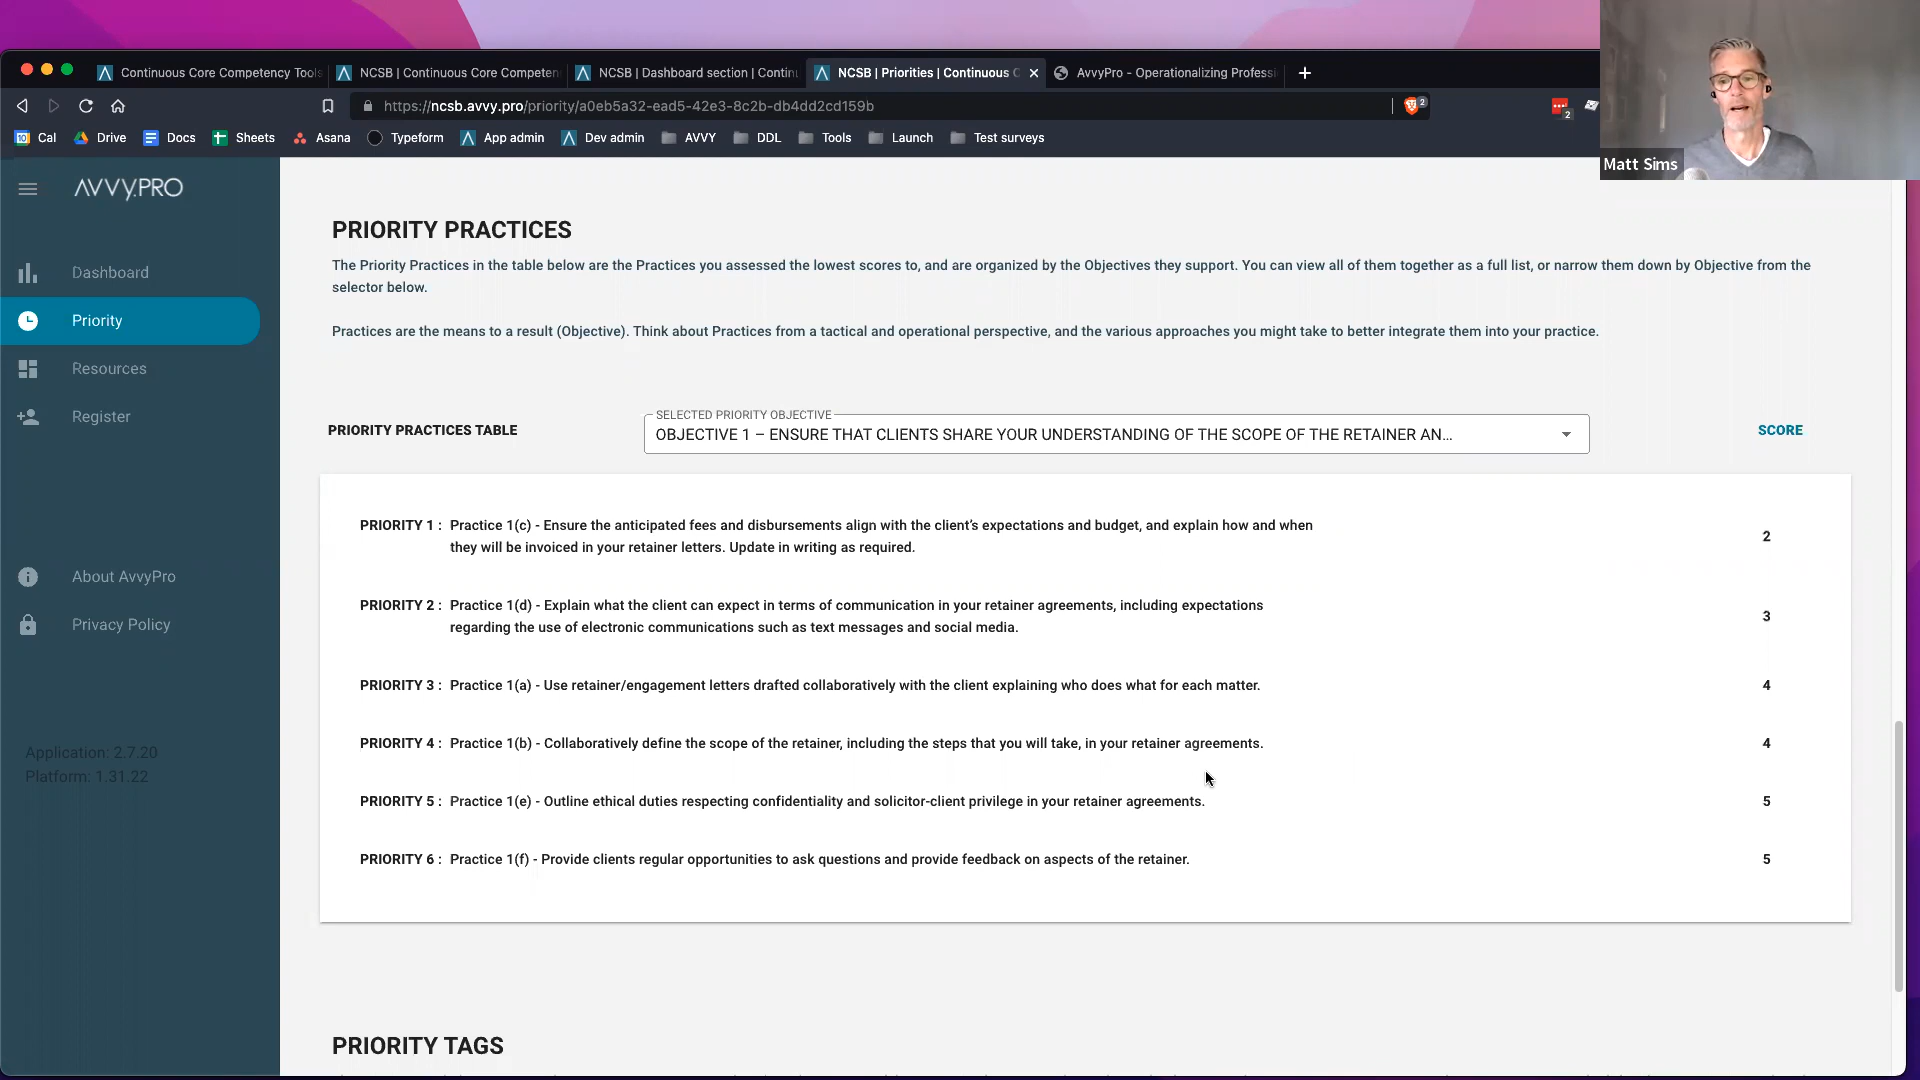 Continuous Core Competency Tools
NCSB | Continuous Core Competen
NCSB | Dashboard section | Contin
NCSB | Priorities | Continuous C
AvvyPro - Operationalizing Professi
https://ncsb.avvy.pro/priority/a0eb5a32-ead5-42e3-8c2b-db4dd2cd159b
2
2
Cal
Drive
Docs
Sheets
Asana
Typeform
App admin
Dev admin
AVVY
DDL
Tools
Launch
Test surveys
Matt Sims
AVVY.PRO
Dashboard
Priority
Resources
Register
About AvvyPro
Privacy Policy
Application: 2.7.20
Platform: 1.31.22
PRIORITY PRACTICES
The Priority Practices in the table below are the Practices you assessed the lowest scores to, and are organized by the Objectives they support. You can view all of them together as a full list, or narrow them down by Objective from the
selector below.
Practices are the means to a result (Objective). Think about Practices from a tactical and operational perspective, and the various approaches you might take to better integrate them into your practice.
PRIORITY PRACTICES TABLE
SELECTED PRIORITY OBJECTIVE
OBJECTIVE 1 – ENSURE THAT CLIENTS SHARE YOUR UNDERSTANDING OF THE SCOPE OF THE RETAINER AN...
SCORE
PRIORITY 1 : Practice 1(c) - Ensure the anticipated fees and disbursements align with the client's expectations and budget, and explain how and when
they will be invoiced in your retainer letters. Update in writing as required.
2
PRIORITY 2 : Practice 1(d) - Explain what the client can expect in terms of communication in your retainer agreements, including expectations
regarding the use of electronic communications such as text messages and social media.
3
PRIORITY 3 : Practice 1(a) - Use retainer/engagement letters drafted collaboratively with the client explaining who does what for each matter.
4
PRIORITY 4 : Practice 1(b) - Collaboratively define the scope of the retainer, including the steps that you will take, in your retainer agreements.
4
PRIORITY 5 : Practice 1(e) - Outline ethical duties respecting confidentiality and solicitor-client privilege in your retainer agreements.
5
PRIORITY 6 : Practice 1(f) - Provide clients regular opportunities to ask questions and provide feedback on aspects of the retainer.
5
PRIORITY TAGS